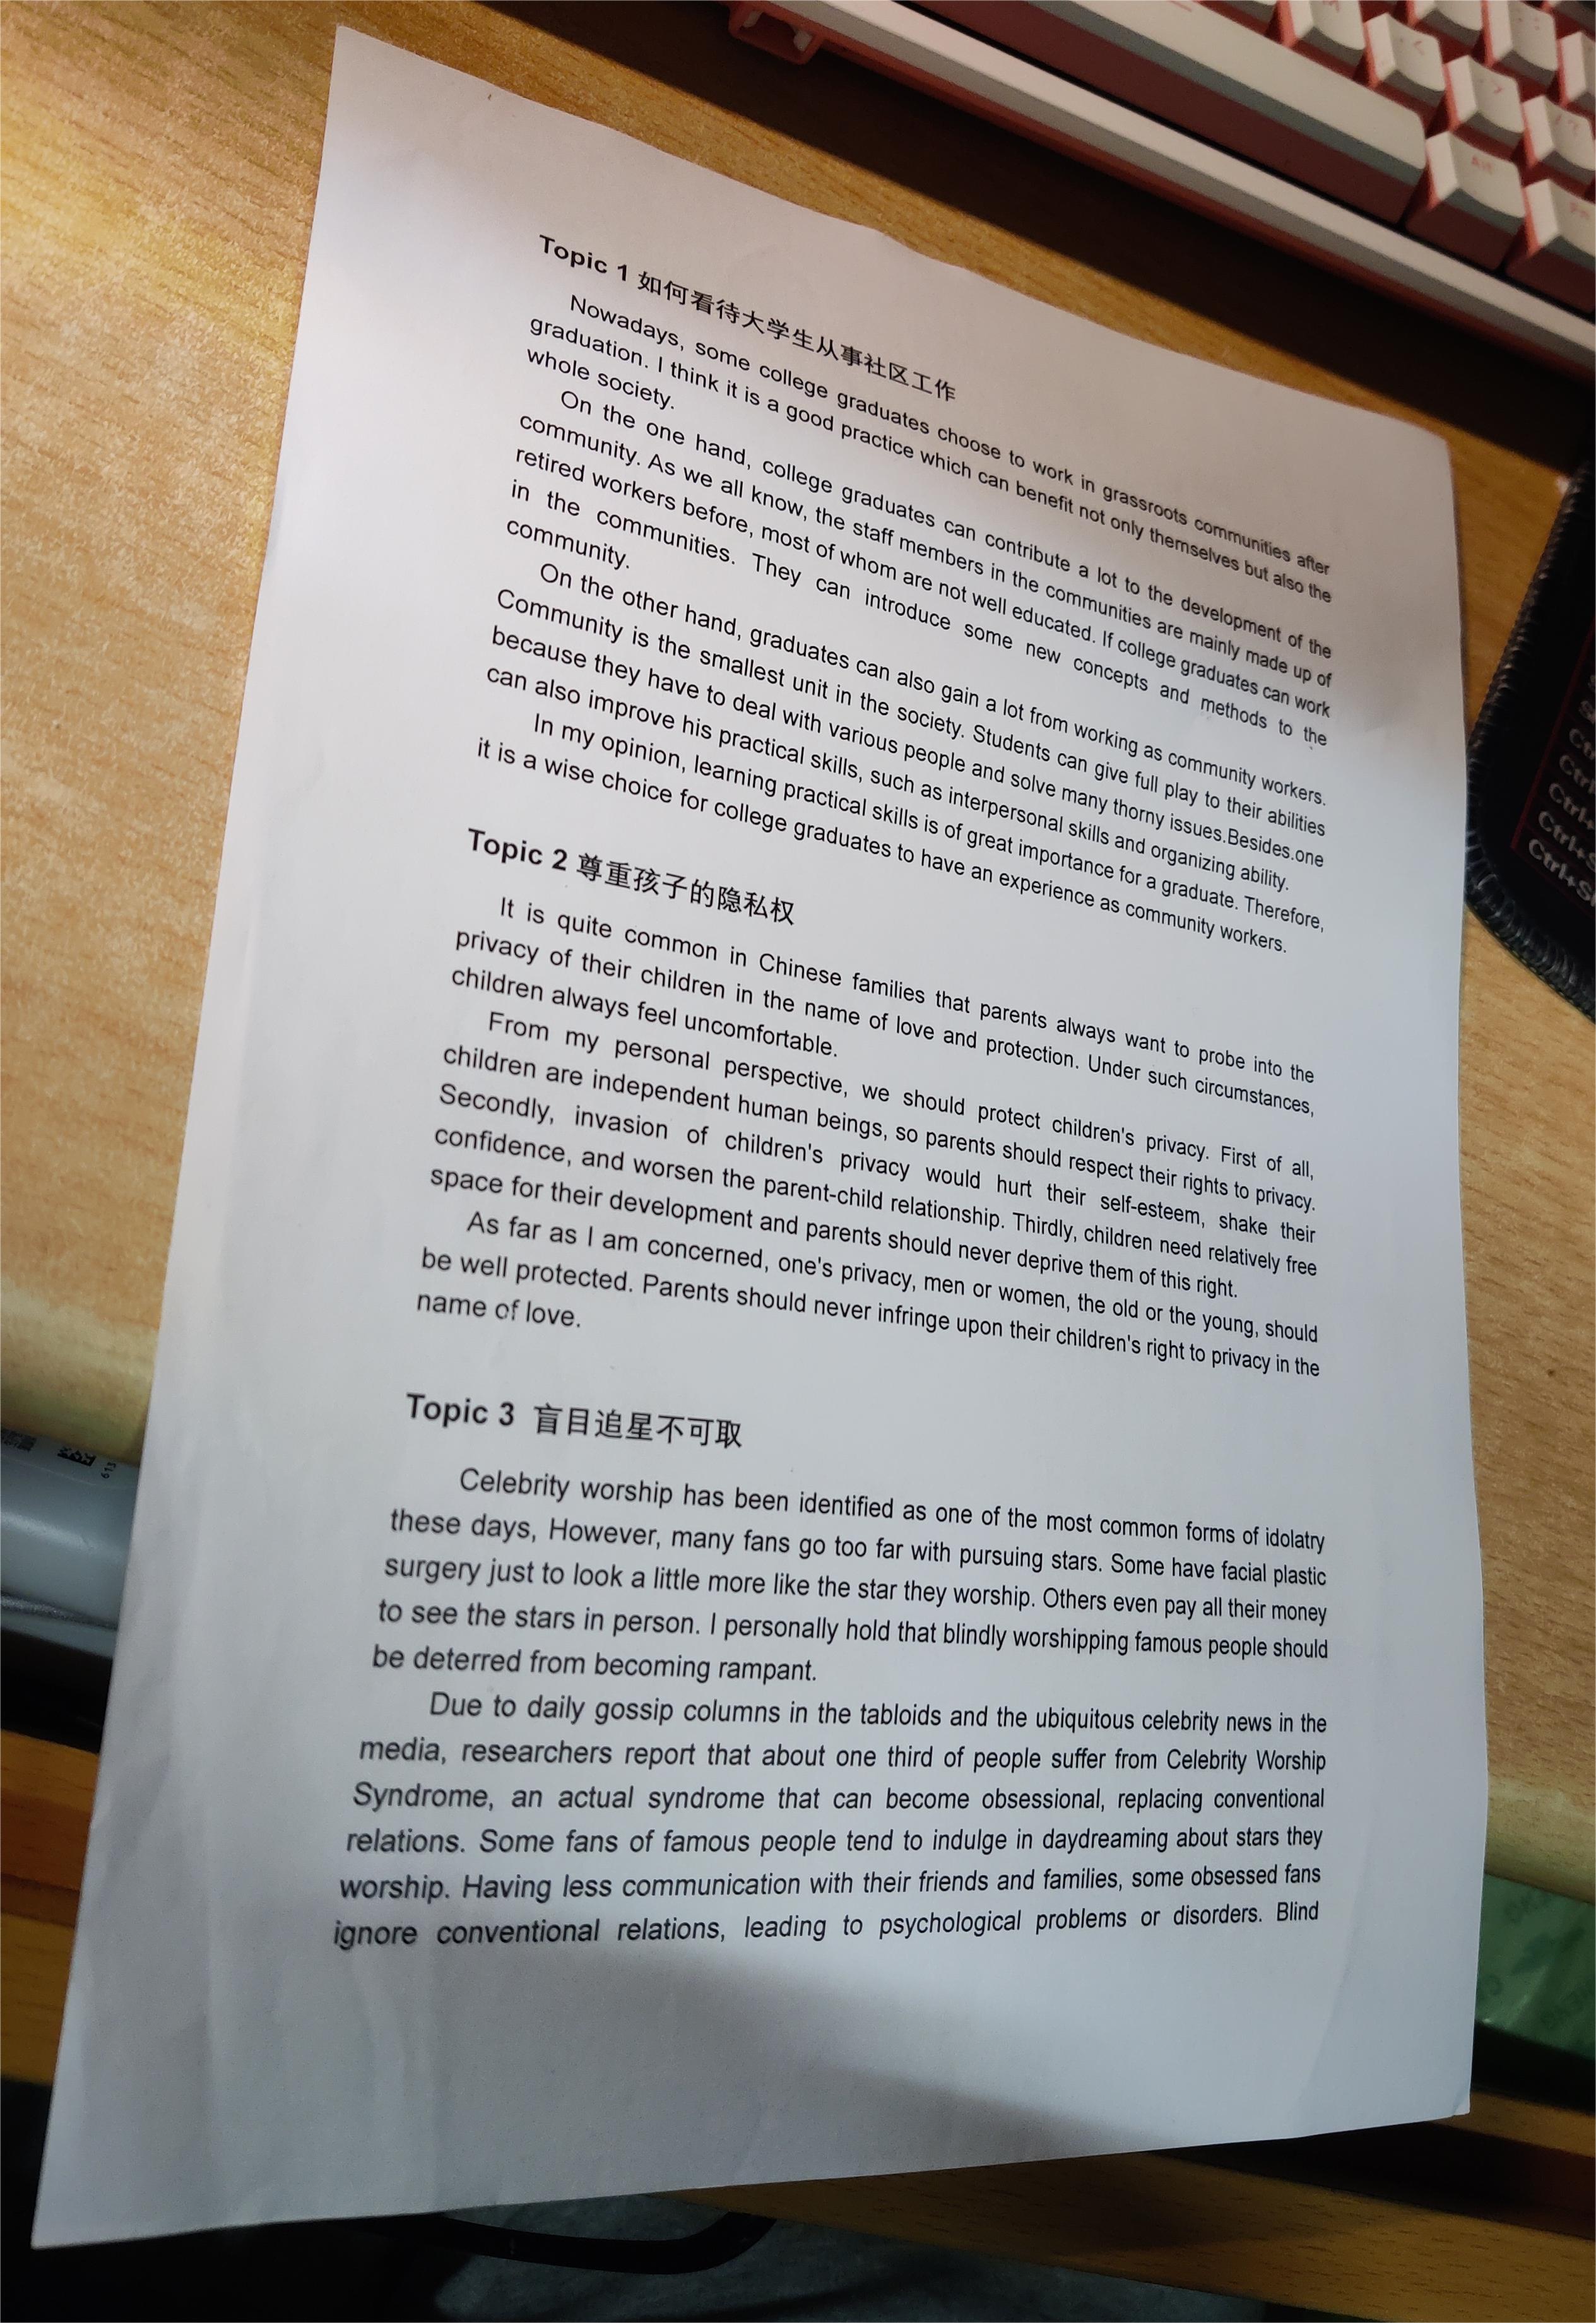 Topic 1 如何看待大学生从事社区工作
Nowadays, some college graduates choose to work in grassroots communities after
graduation. I think it is a good practice which can benefit not only themselves but also the
whole society.
On the one hand, college graduates can contribute a lot to the development of the
community. As we all know, the staff members in the communities are mainly made up of
retired workers before, most of whom are not well educated. If college graduates can work
in the communities. They can introduce some new concepts and methods to the
community.
On the other hand, graduates can also gain a lot from working as community workers.
Community is the smallest unit in the society. Students can give full play to their abilities
because they have to deal with various people and solve many thorny issues.Besides.one
can also improve his practical skills, such as interpersonal skills and organizing ability.
In my opinion, learning practical skills is of great importance for a graduate. Therefore,
it is a wise choice for college graduates to have an experience as community workers.
Topic 2 尊重孩子的隐私权
It is quite common in Chinese families that parents always want to probe into the
privacy of their children in the name of love and protection. Under such circumstances,
children always feel uncomfortable.
From my personal perspective, we should protect children's privacy. First of all,
children are independent human beings, so parents should respect their rights to privacy.
Secondly, invasion of children's privacy would hurt their self-esteem, shake their
confidence, and worsen the parent-child relationship. Thirdly, children need relatively free
space for their development and parents should never deprive them of this right.
As far as I am concerned, one's privacy, men or women, the old or the young, should
be well protected. Parents should never infringe upon their children's right to privacy in the
name of love.
Topic 3 盲目追星不可取
Celebrity worship has been identified as one of the most common forms of idolatry
these days, However, many fans go too far with pursuing stars. Some have facial plastic
surgery just to look a little more like the star they worship. Others even pay all their money
to see the stars in person. I personally hold that blindly worshipping famous people should
be deterred from becoming rampant.
Due to daily gossip columns in the tabloids and the ubiquitous celebrity news in the
media, researchers report that about one third of people suffer from Celebrity Worship
Syndrome, an actual syndrome that can become obsessional, replacing conventional
relations. Some fans of famous people tend to indulge in daydreaming about stars they
worship. Having less communication with their friends and families, some obsessed fans
ignore conventional relations, leading to psychological problems or disorders. Blind
Alt